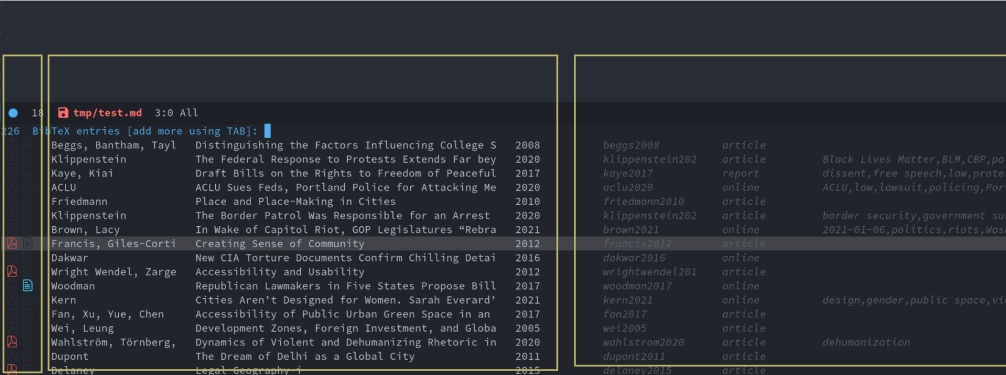 18 tmp/test.md 3:0 All
226 BibTeX entries [add more using TAB]:
Beggs, Bantham, Tayl Distinguishing the Factors Influencing College S 2008 beggs2008 article
Klippenstein The Federal Response to Protests Extends Far bey 2020 klippenstein202 article Black Lives Matter,BLM,CBP,po
Kaye, Kiai Draft Bills on the Rights to Freedom of Peaceful 2017 kaye2017 report dissent,free speech,law,prote
ACLU ACLU Sues Feds, Portland Police for Attacking Me 2020 aclu2020 online ACLU,law,lawsuit,policing,Por
Friedmann Place and Place-Making in Cities 2010 friedmann2010 article
Klippenstein The Border Patrol Was Responsible for an Arrest 2020 klippenstein202 article border security,government su
Brown, Lacy In Wake of Capitol Riot, GOP Legislatures “Rebra 2021 brown2021 online 2021-01-06,politics,riots,Was
Francis, Giles-Corti Creating Sense of Community 2012 francis2012 article
Dakwar New CIA Torture Documents Confirm Chilling Detai 2016 dakwar2016 online
Wright Wendel, Zarge Accessibility and Usability 2012 wrightwendel201 article
Woodman Republican Lawmakers in Five States Propose Bill 2017 woodman2017 online
Kern Cities Aren't Designed for Women. Sarah Everard' 2021 kern2021 online design,gender,public space,vi
Fan, Xu, Yue, Chen Accessibility of Public Urban Green Space in an 2017 fan2017 article
Wei, Leung Development Zones, Foreign Investment, and Globa 2005 wei2005 article
Wahlström, Törnberg, Dynamics of Violent and Dehumanizing Rhetoric in 2020 wahlstrom2020 article dehumanization
Dupont The Dream of Delhi as a Global City 2011 dupont2011 article
Delaney Legal Geography i 2015 delaney2015 article